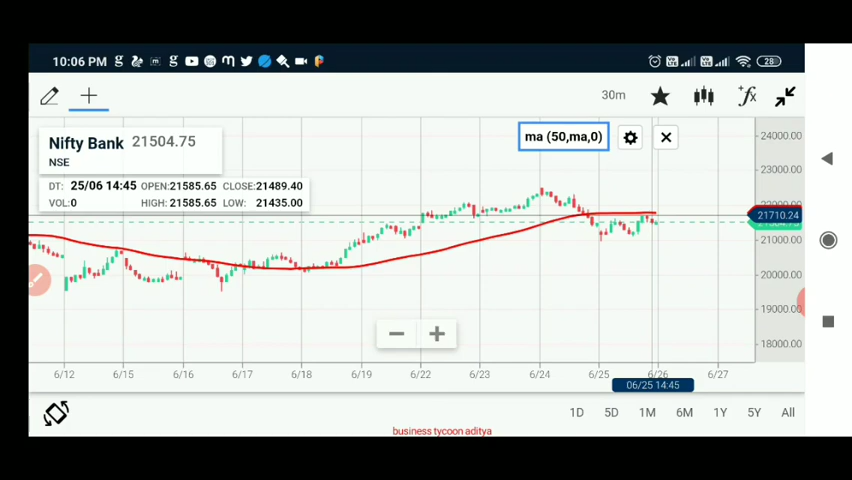 10:06 PM
28
30m
Nifty Bank 21504.75
NSE
ma (50,ma,0)
DT: 25/06 14:45 OPEN:21585.65 CLOSE:21489.40
VOL:0 HIGH: 21585.65 LOW: 21435.00
24000.00
23000.00
21710.24
21000.00
20000.00
19000.00
18000.00
6/12 6/15 6/16 6/17 6/18 6/19 6/22 6/23 6/24 6/25 6/26 6/27
06/25 14:45
1D 5D 1M 6M 1Y 5Y All
business tycoon aditya